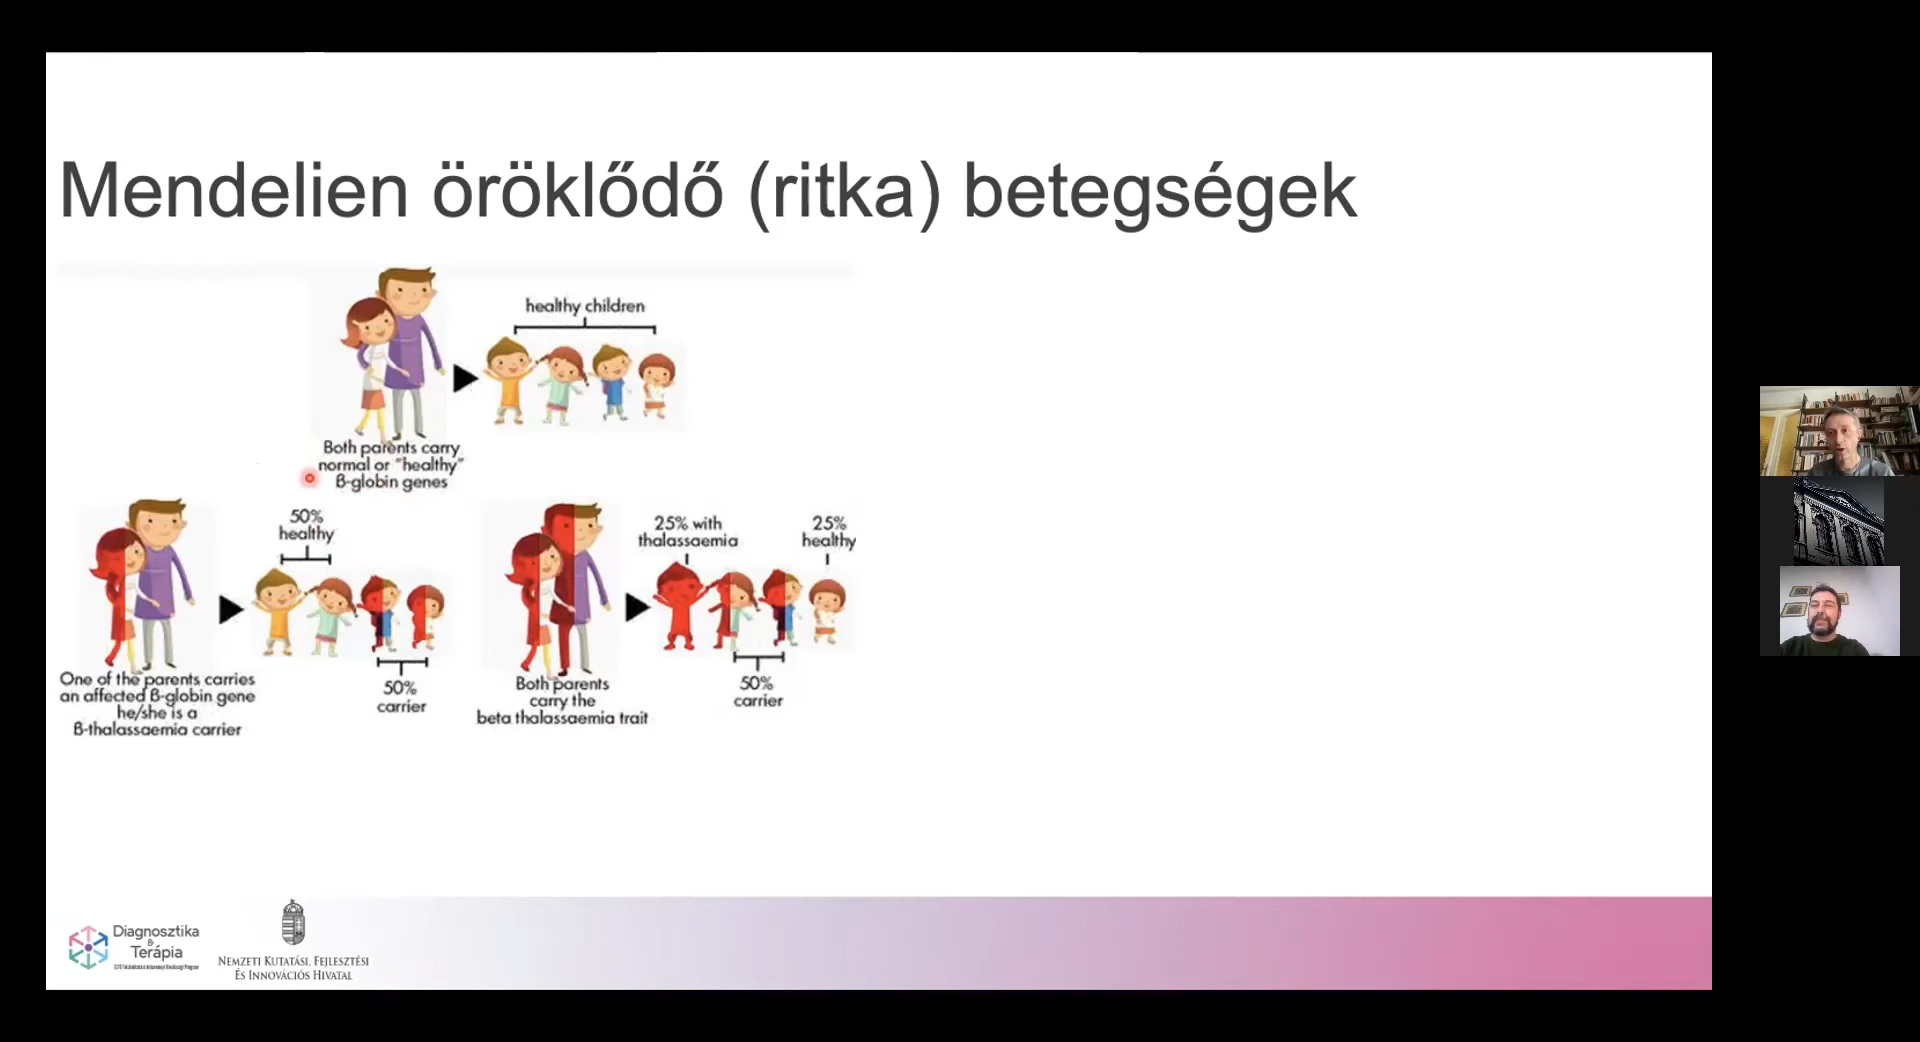 Mendelien öröklődő (ritka) betegségek
healthy children
Both parents carry
normal or "healthy"
β-globin genes
50%
healthy
One of the parents carries
an affected β-globin gene
he/she is a
β-thalassaemia carrier
50%
carrier
25% with
thalassaemia
25%
healthy
Both parents
carry the
beta thalassaemia trait
50%
carrier
Diagnosztika
&
Terápia
NEMZETI KUTATÁSI, FEJLESZTÉSI
ÉS INNOVÁCIÓS HIVATAL